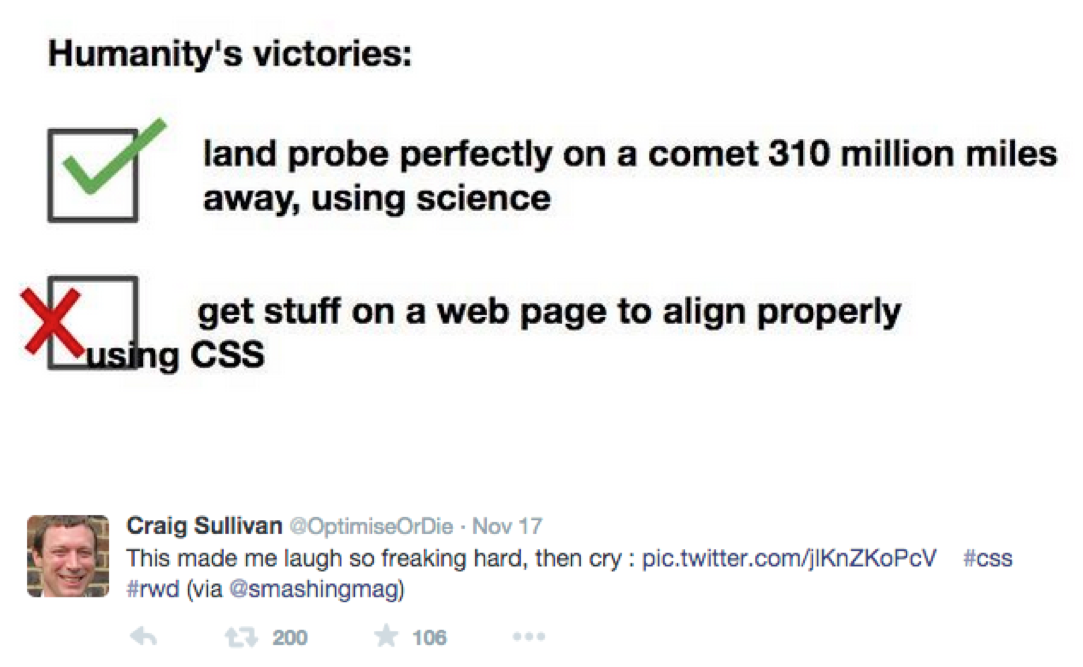 Humanity's victories:
land probe perfectly on a comet 310 million miles
away, using science
get stuff on a web page to align properly
using CSS
Craig Sullivan @OptimiseOrDie · Nov 17
This made me laugh so freaking hard, then cry : pic.twitter.com/jlKnZKoPcV #css
#rwd (via @smashingmag)
200 106